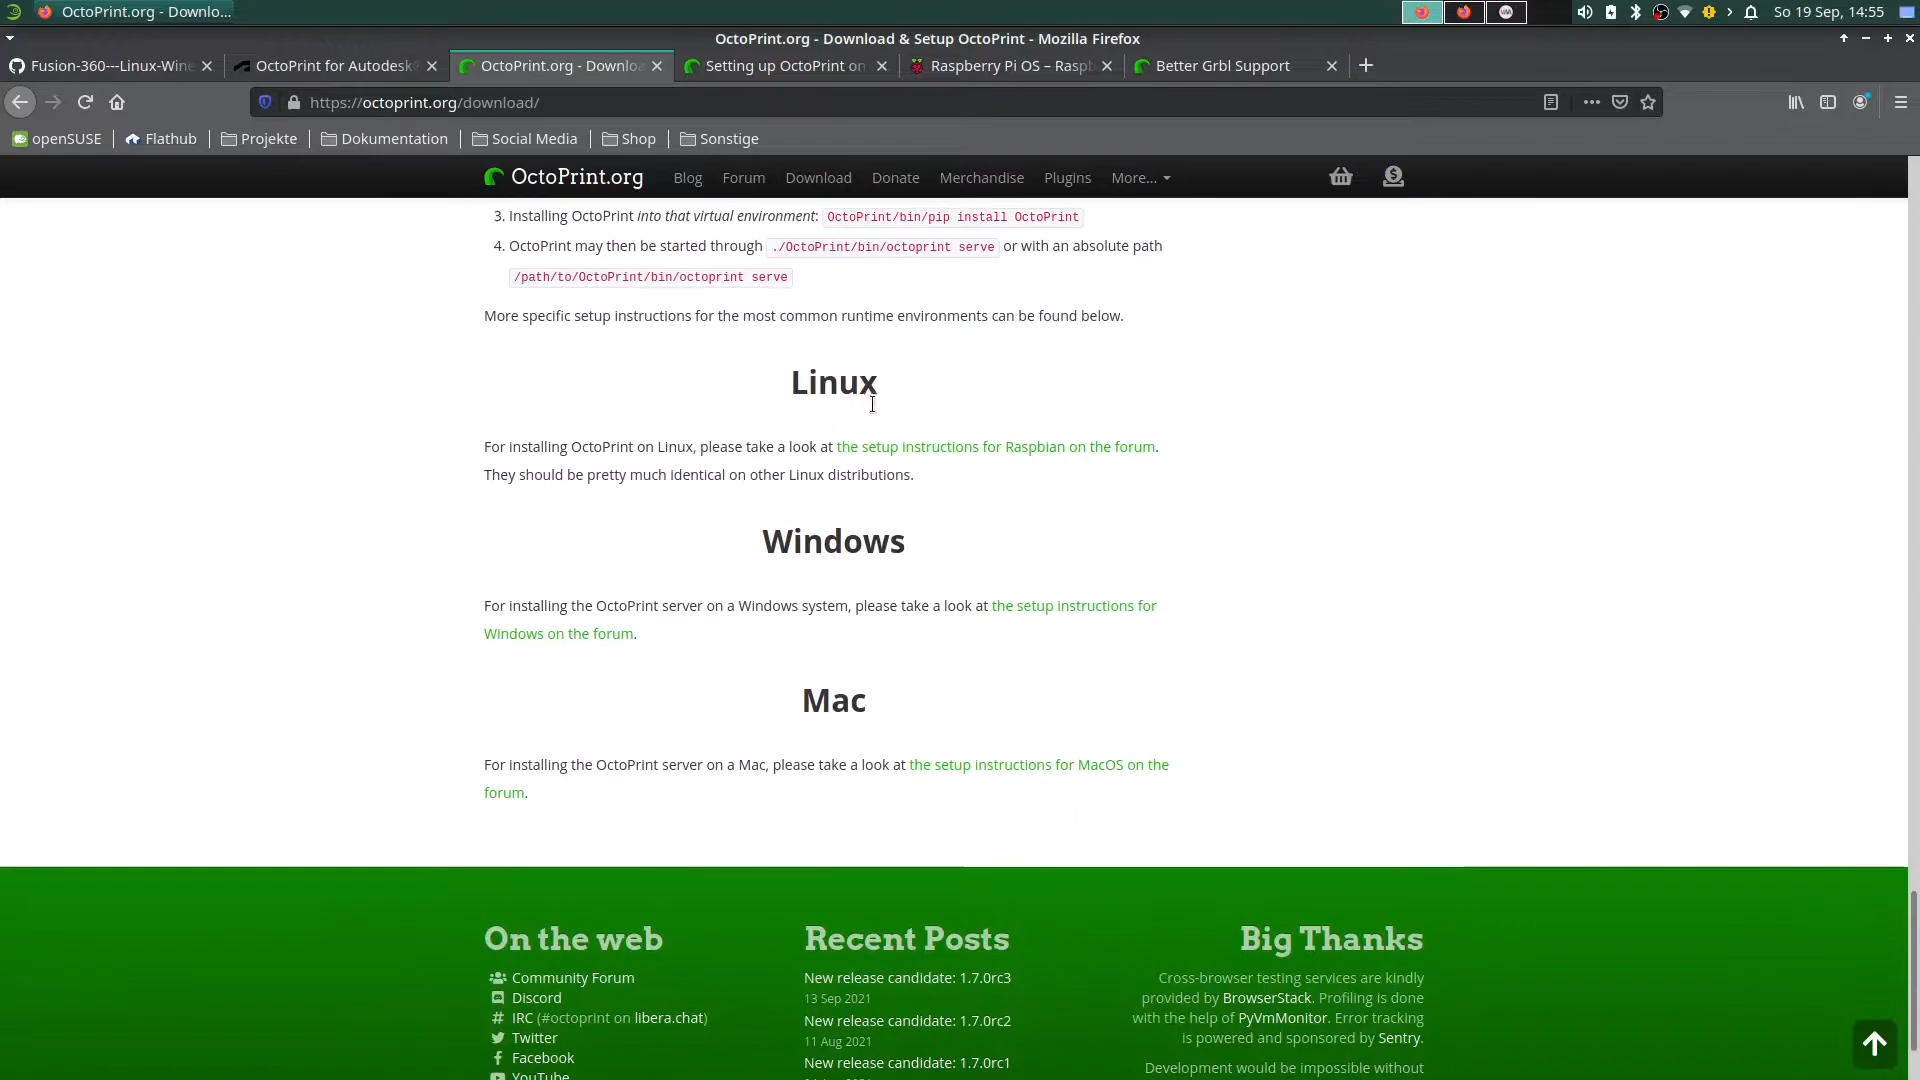 OctoPrint.org - Downlo...
So 19 Sep, 14:55
OctoPrint.org - Download & Setup OctoPrint - Mozilla Firefox
Fusion-360---Linux-Wine
OctoPrint for Autodesk
OctoPrint.org - Downlo
Setting up OctoPrint on
Raspberry Pi OS – Raspb
Better Grbl Support
https://octoprint.org/download/
openSUSE
Flathub
Projekte
Dokumentation
Social Media
Shop
Sonstige
OctoPrint.org
Blog
Forum
Download
Donate
Merchandise
Plugins
More...
3. Installing OctoPrint into that virtual environment: OctoPrint/bin/pip install OctoPrint
4. OctoPrint may then be started through ./OctoPrint/bin/octoprint serve or with an absolute path
/path/to/OctoPrint/bin/octoprint serve
More specific setup instructions for the most common runtime environments can be found below.
Linux
For installing OctoPrint on Linux, please take a look at the setup instructions for Raspbian on the forum.
They should be pretty much identical on other Linux distributions.
Windows
For installing the OctoPrint server on a Windows system, please take a look at the setup instructions for
Windows on the forum.
Mac
For installing the OctoPrint server on a Mac, please take a look at the setup instructions for MacOS on the
forum.
On the web
Community Forum
Discord
IRC (#octoprint on libera.chat)
Twitter
Facebook
YouTube
Recent Posts
New release candidate: 1.7.0rc3
13 Sep 2021
New release candidate: 1.7.0rc2
11 Aug 2021
New release candidate: 1.7.0rc1
Big Thanks
Cross-browser testing services are kindly
provided by BrowserStack. Profiling is done
with the help of PyVmMonitor. Error tracking
is powered and sponsored by Sentry.
Development would be impossible without